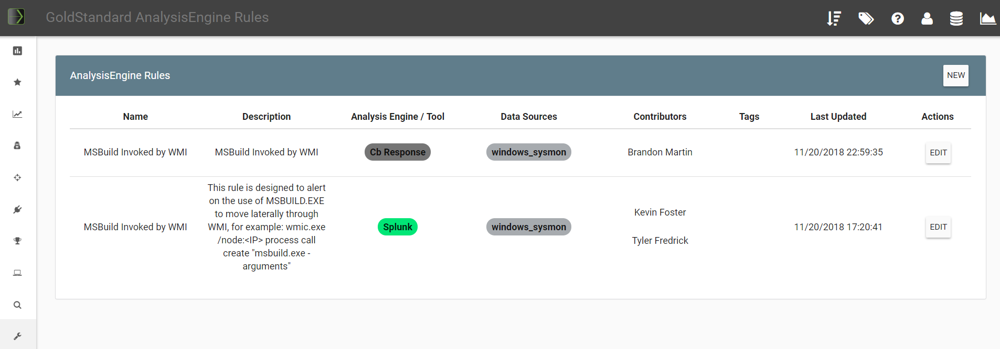 GoldStandard AnalysisEngine Rules
AnalysisEngine Rules
NEW
Name Description Analysis Engine / Tool Data Sources Contributors Tags Last Updated Actions
MSBuild Invoked by WMI MSBuild Invoked by WMI Cb Response windows_sysmon Brandon Martin 11/20/2018 22:59:35 EDIT
MSBuild Invoked by WMI
This rule is designed to alert
on the use of MSBUILD.EXE
to move laterally through
WMI, for example: wmic.exe
/node:<IP> process call
create "msbuild.exe -
arguments"
Splunk
windows_sysmon
Kevin Foster
Tyler Fredrick
11/20/2018 17:20:41
EDIT